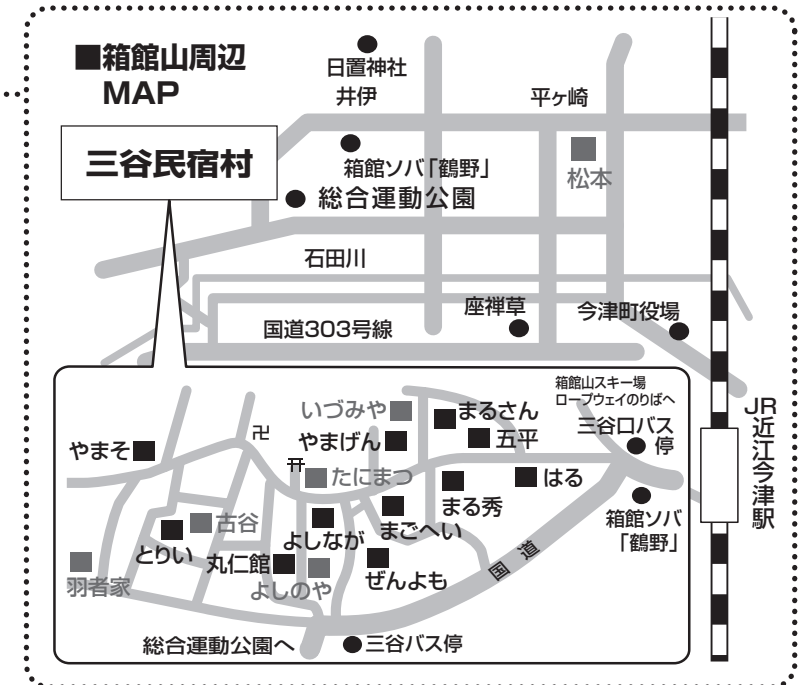 ■箱館山周辺
MAP
三谷民宿村
日置神社
井伊
平ヶ崎
箱館ソバ「鶴野」
総合運動公園
松本
石田川
座禅草
今津町役場
国道303号線
JR近江今津駅
箱館山スキー場
ロープウェイのりばへ
三谷口バス
停
いづみや
まるさん
やまそ
卍
やまげん
五平
たにまつ
はる
まる秀
箱館ソバ
「鶴野」
古谷
まごへい
とりい
よしなが
丸仁館
ぜんよも
国道
羽者家
よしのや
総合運動公園へ
三谷バス停